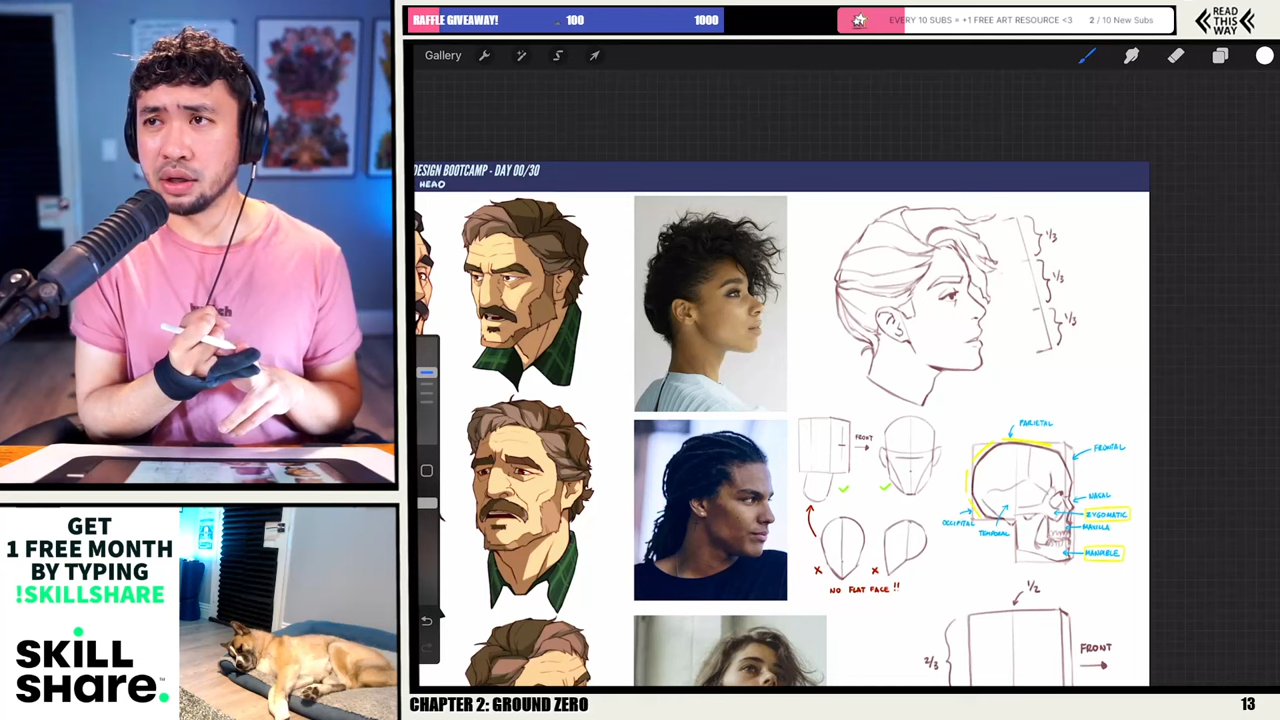 RAFFLE GIVEAWAY!
100
1000
EVERY 10 SUBS = +1 FREE ART RESOURCE <3
2 / 10 New Subs
READ
THIS
WAY
Gallery
DESIGN BOOTCAMP - DAY 00/30
HEAD
1/3
1/3
1/3
FRONT
NO FLAT FACE!!
PARIETAL
FRONTAL
NASAL
ZYGOMATIC
MAXILLA
MANDIBLE
OCCIPITAL
TEMPORAL
1/2
2/3
FRONT
GET
1 FREE MONTH
BY TYPING
!SKILLSHARE
SKILL
SHare.
CHAPTER 2: GROUND ZERO
13